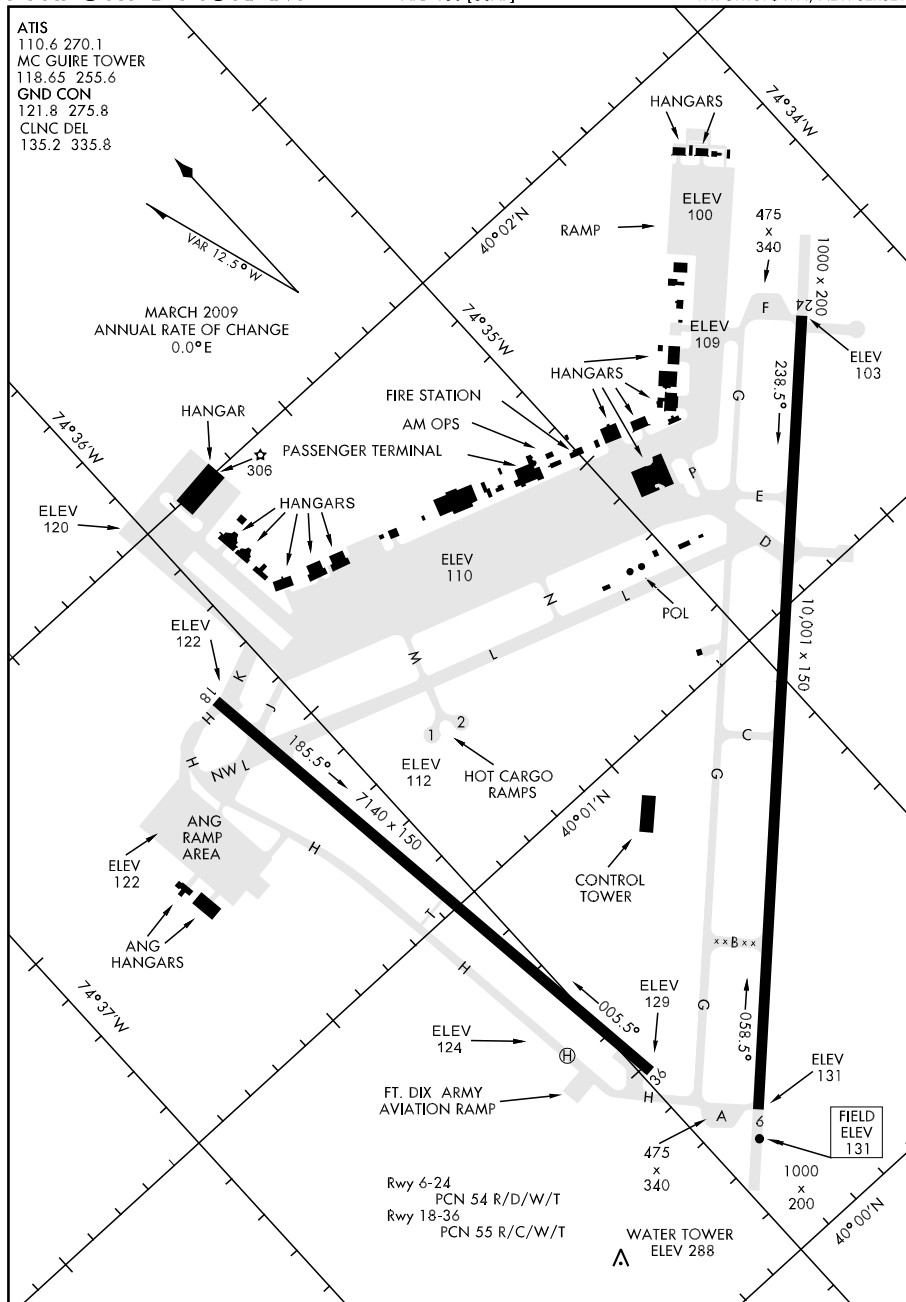 ATIS
110.6 270.1
MC GUIRE TOWER
118.65 255.6
GND CON
121.8 275.8
CLNC DEL
135.2 335.8
VAR 12.5° W
MARCH 2009
ANNUAL RATE OF CHANGE
0.0° E
HANGARS
74°34'W
ELEV
100
475
x
340
RAMP
40°02'N
1000 x 200
F
24
74°35'W
ELEV
109
ELEV
103
238.5°
HANGARS
G
FIRE STATION
AM OPS
HANGAR
PASSENGER TERMINAL
306
74°36'W
HANGARS
P
E
ELEV
120
D
ELEV
110
N
L
POL
10,001 x 150
ELEV
122
M
L
K
J
18
H
H
2
1
C
185.5°
ELEV
112
HOT CARGO
RAMPS
NW L
G
7140 x 150
40°01'N
ANG
RAMP
AREA
H
ELEV
122
CONTROL
TOWER
T
ANG
HANGARS
x x B x x
H
74°37'W
005.5°
ELEV
129
G
058.5°
ELEV
124
H
ELEV
131
36
FT. DIX ARMY
AVIATION RAMP
H
A
6
FIELD
ELEV
131
475
x
340
1000
x
200
Rwy 6-24
PCN 54 R/D/W/T
Rwy 18-36
PCN 55 R/C/W/T
40°00'N
WATER TOWER
ELEV 288